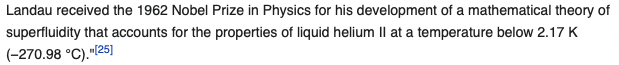 Landau received the 1962 Nobel Prize in Physics for his development of a mathematical theory of
superfluidity that accounts for the properties of liquid helium II at a temperature below 2.17 K
(−270.98 °C)."[25]